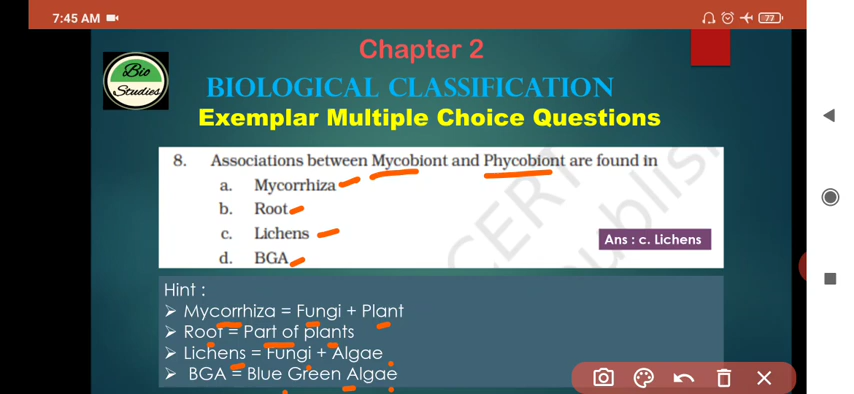 7:45 AM
77
Chapter 2
Bio
Studies
BIOLOGICAL CLASSIFICATION
Exemplar Multiple Choice Questions
8. Associations between Mycobiont and Phycobiont are found in
a. Mycorrhiza
b. Root
c. Lichens
d. BGA
Ans : c. Lichens
Hint :
➢ Mycorrhiza = Fungi + Plant
➢ Root = Part of plants
➢ Lichens = Fungi + Algae
➢ BGA = Blue Green Algae